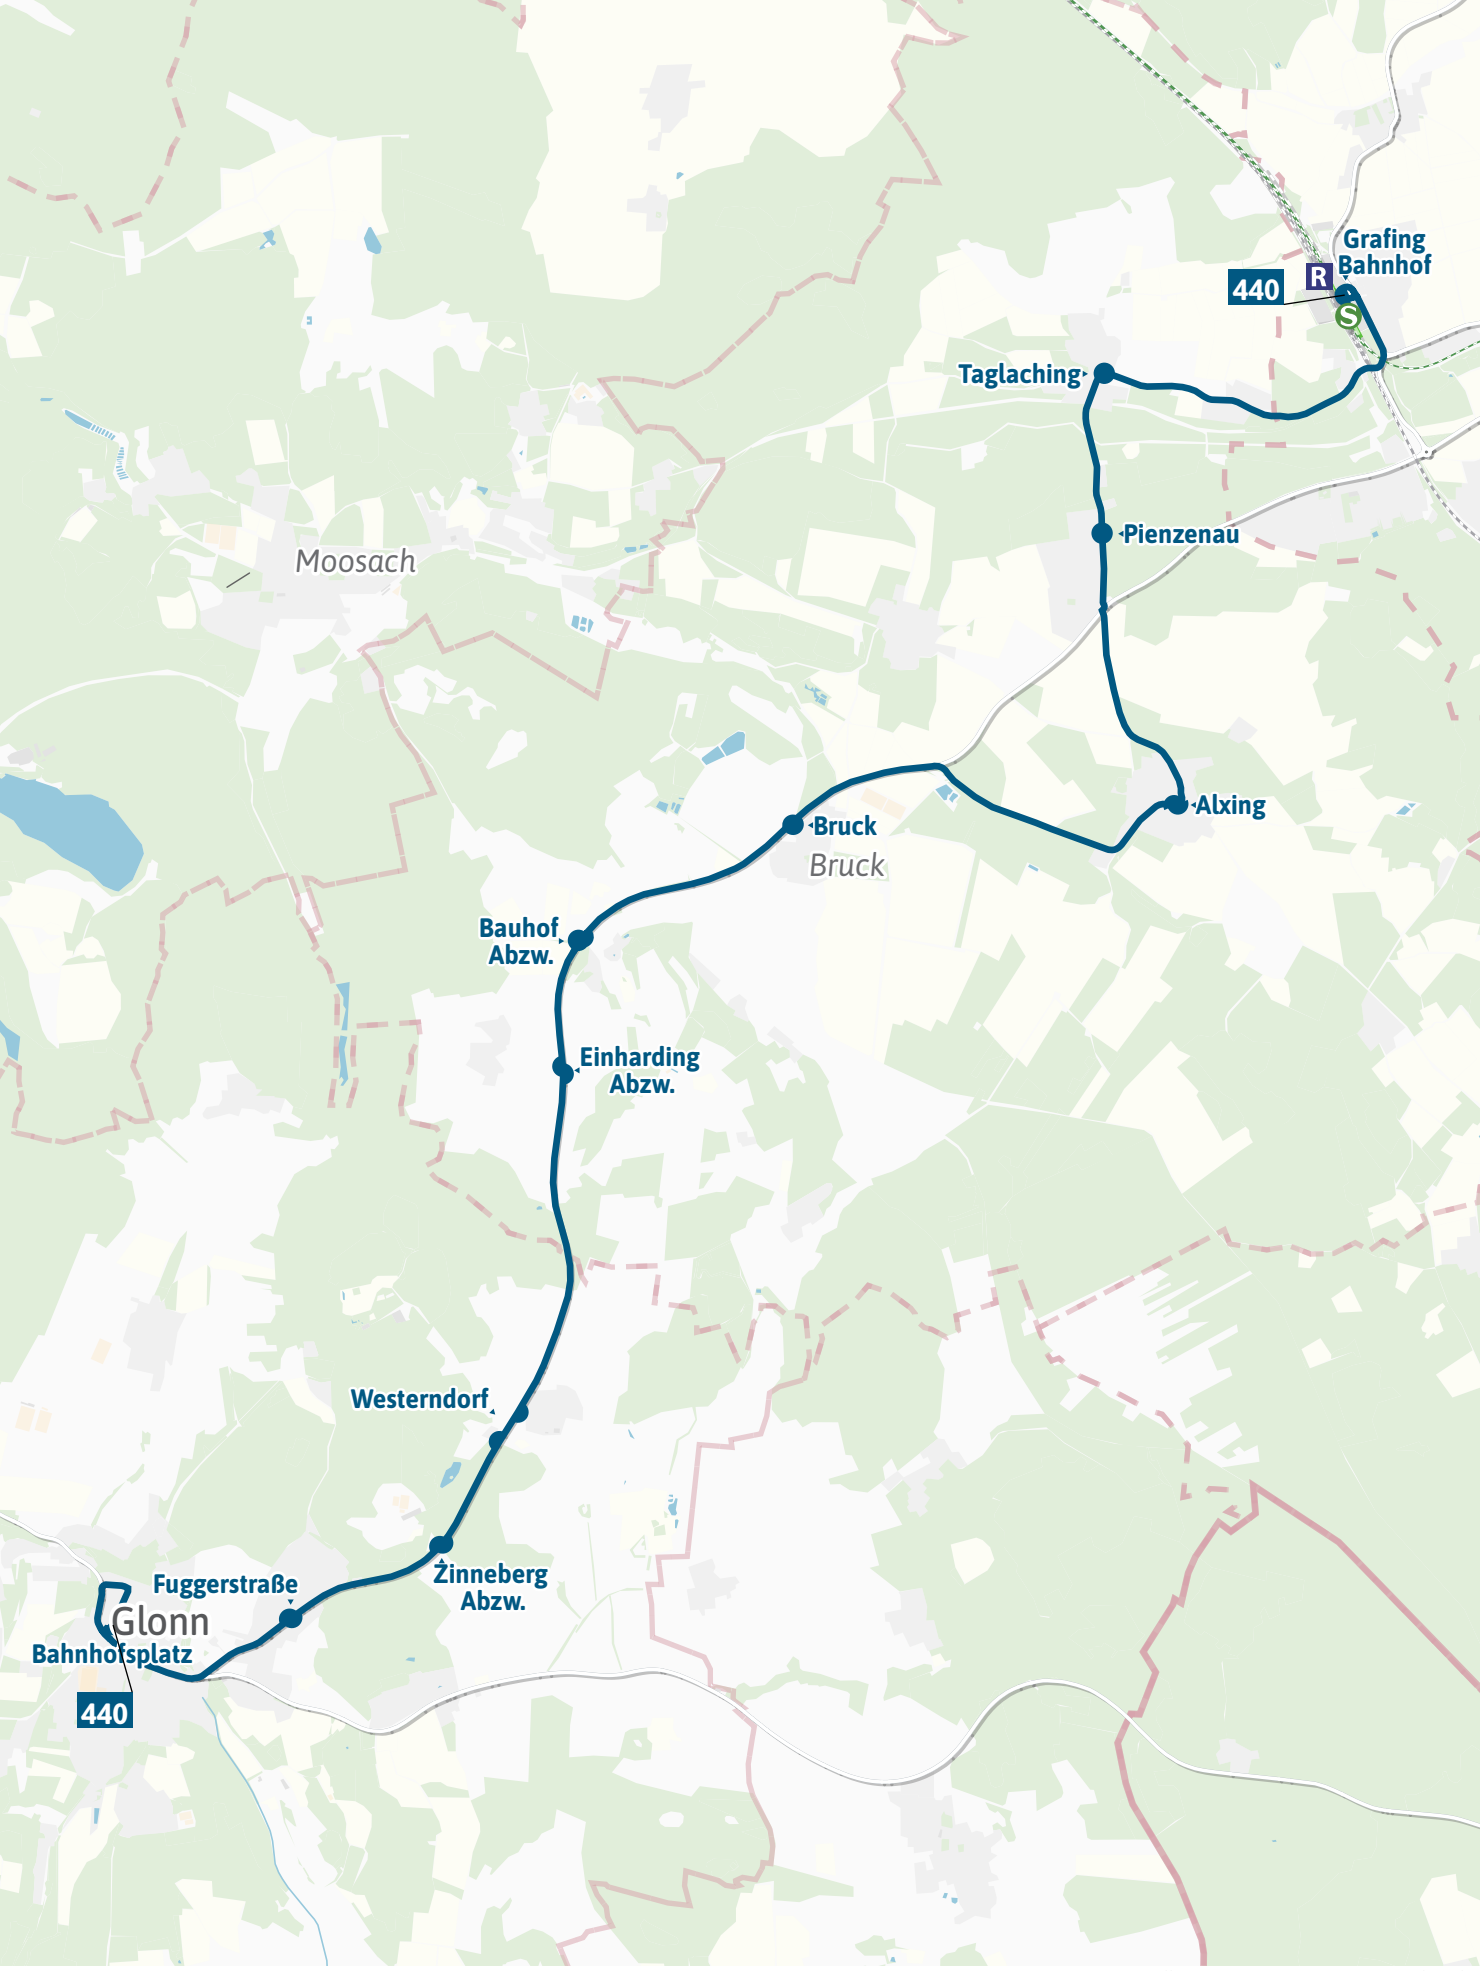 Grafing
Bahnhof
R
440
S
Taglaching
Pienzenau
Moosach
Alxing
Bruck
Bruck
Bauhof
Abzw.
Einharding
Abzw.
Westerndorf
Zinneberg
Abzw.
Fuggerstraße
Glonn
Bahnhofsplatz
440